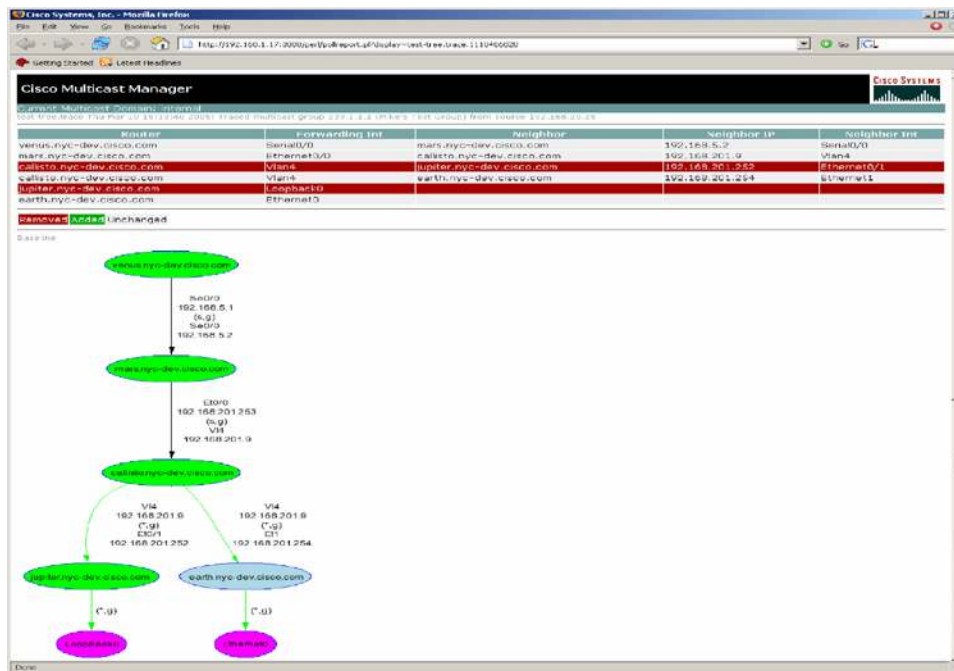 Cisco Systems, Inc. - Mozilla Firefox
File Edit View Go Bookmarks Tools Help
Go
Getting Started Latest Headlines
Cisco Multicast Manager
CISCO SYSTEMS
Current Multicast Domain: internal
Router Forwarding Int Neighbor Neighbor IP Neighbor Int
venus.nyc-dev.cisco.com Serial0/0 mars.nyc-dev.cisco.com 192.168.5.2 Serial0/0
mars.nyc-dev.cisco.com Ethernet0/0 callisto.nyc-dev.cisco.com 192.168.201.9 Vlan4
callisto.nyc-dev.cisco.com Vlan4 jupiter.nyc-dev.cisco.com 192.168.201.252 Ethernet0/1
callisto.nyc-dev.cisco.com Vlan4 earth.nyc-dev.cisco.com 192.168.201.254 Ethernet1
jupiter.nyc-dev.cisco.com Loopback0
earth.nyc-dev.cisco.com Ethernet0
Removed Added Unchanged
Baseline
venus.nyc-dev.cisco.com
Se0/0
192.168.5.1
(s,g)
Se0/0
192.168.5.2
mars.nyc-dev.cisco.com
Et0/0
192.168.201.253
(s,g)
Vl4
192.168.201.9
callisto.nyc-dev.cisco.com
Vl4 Vl4
192.168.201.9 192.168.201.9
(*,g) (*,g)
Et0/1 Et1
192.168.201.252 192.168.201.254
jupiter.nyc-dev.cisco.com earth.nyc-dev.cisco.com
(*,g) (*,g)
Loopback0 Ethernet0
Done